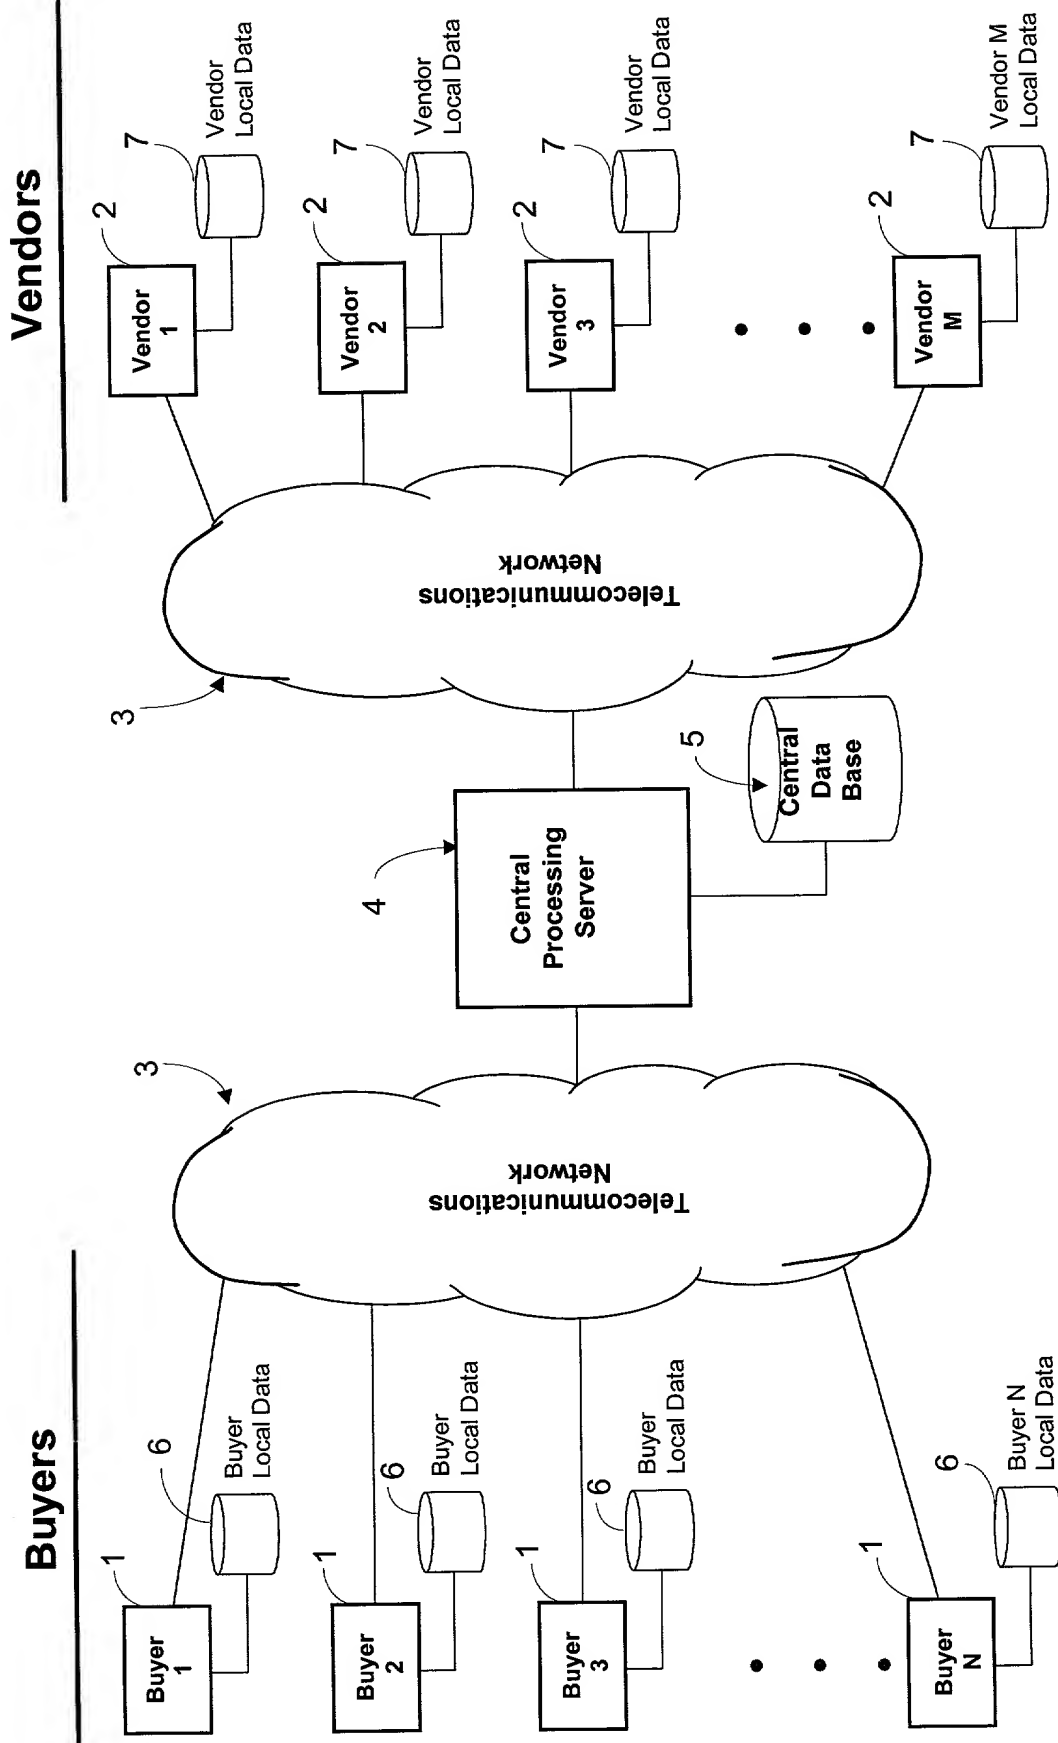 Buyers
Vendors
1
Buyer
1
6
Buyer
Local Data
1
Buyer
2
6
Buyer
Local Data
1
Buyer
3
6
Buyer
Local Data
1
Buyer
N
6
Buyer N
Local Data
3
Telecommunications
Network
4
Central
Processing
Server
5
Central
Data
Base
3
Telecommunications
Network
2
Vendor
1
7
Vendor
Local Data
2
Vendor
2
7
Vendor
Local Data
2
Vendor
3
7
Vendor
Local Data
2
Vendor
M
7
Vendor M
Local Data